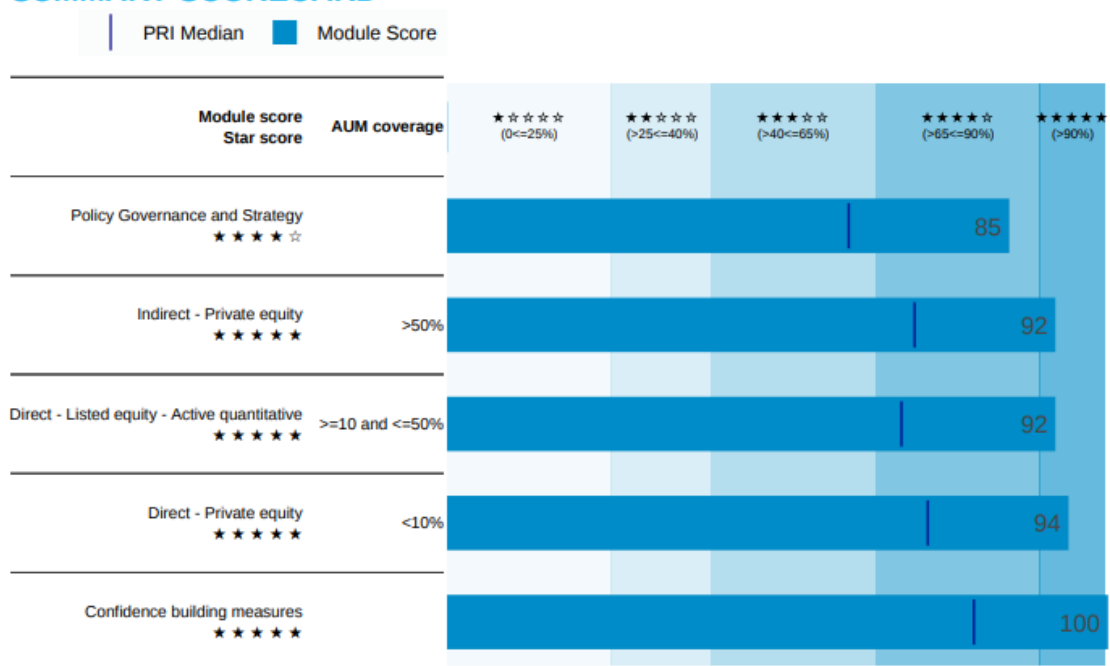 PRI Median Module Score
Module score
Star score
AUM coverage
★☆☆☆☆ ★★☆☆☆ ★★★☆☆ ★★★★☆ ★★★★★
(0<=25%) (>25<=40%) (>40<=65%) (>65<=90%) (>90%)
Policy Governance and Strategy
★★★★☆
85
Indirect - Private equity
★★★★★
>50%
92
Direct - Listed equity - Active quantitative
★★★★★
>=10 and <=50%
92
Direct - Private equity
★★★★★
<10%
94
Confidence building measures
★★★★★
100